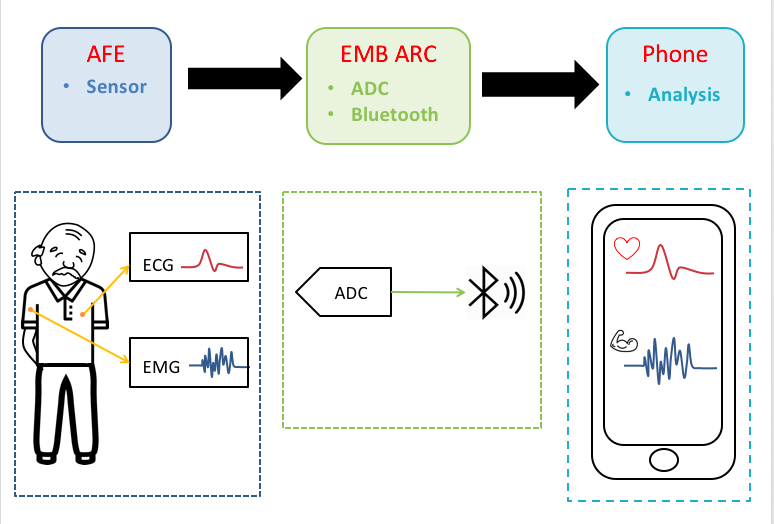 AFE
• Sensor
EMB ARC
• ADC
• Bluetooth
Phone
• Analysis
ECG
EMG
ADC